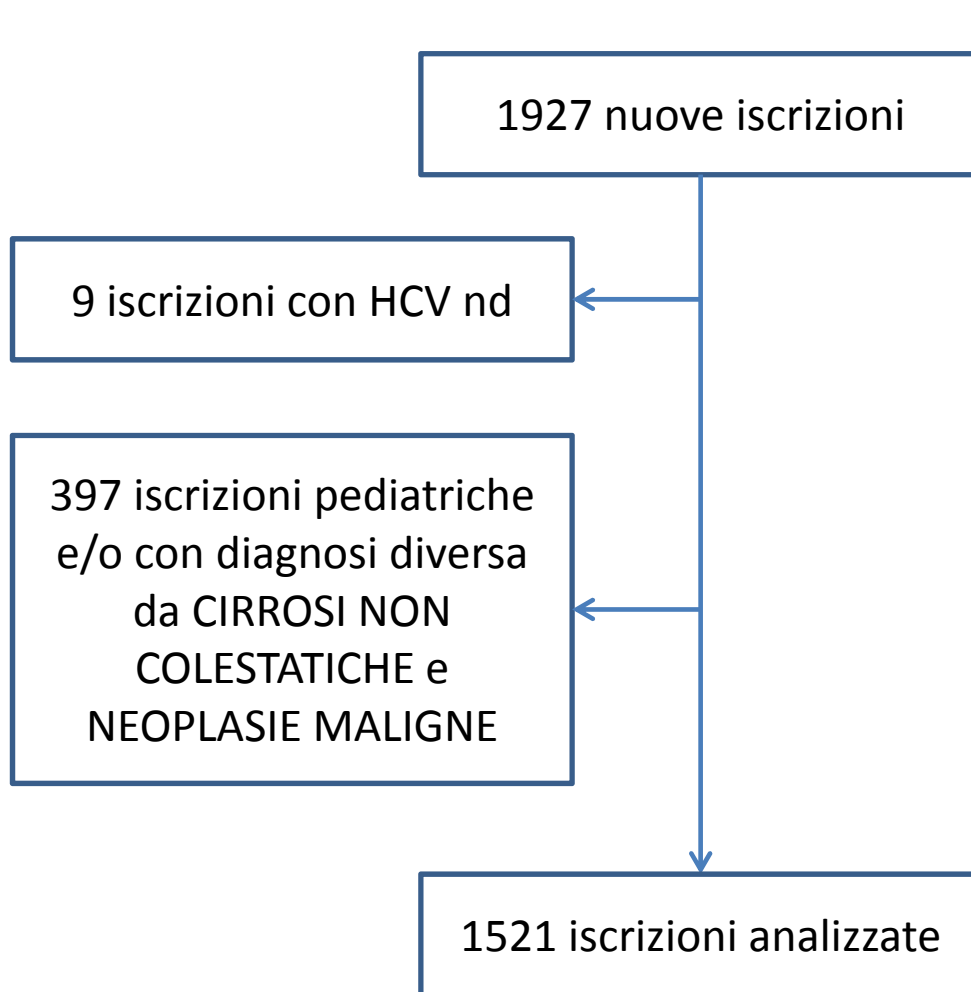 1927 nuove iscrizioni
9 iscrizioni con HCV nd
397 iscrizioni pediatriche
e/o con diagnosi diversa
da CIRROSI NON
COLESTATICHE e
NEOPLASIE MALIGNE
1521 iscrizioni analizzate